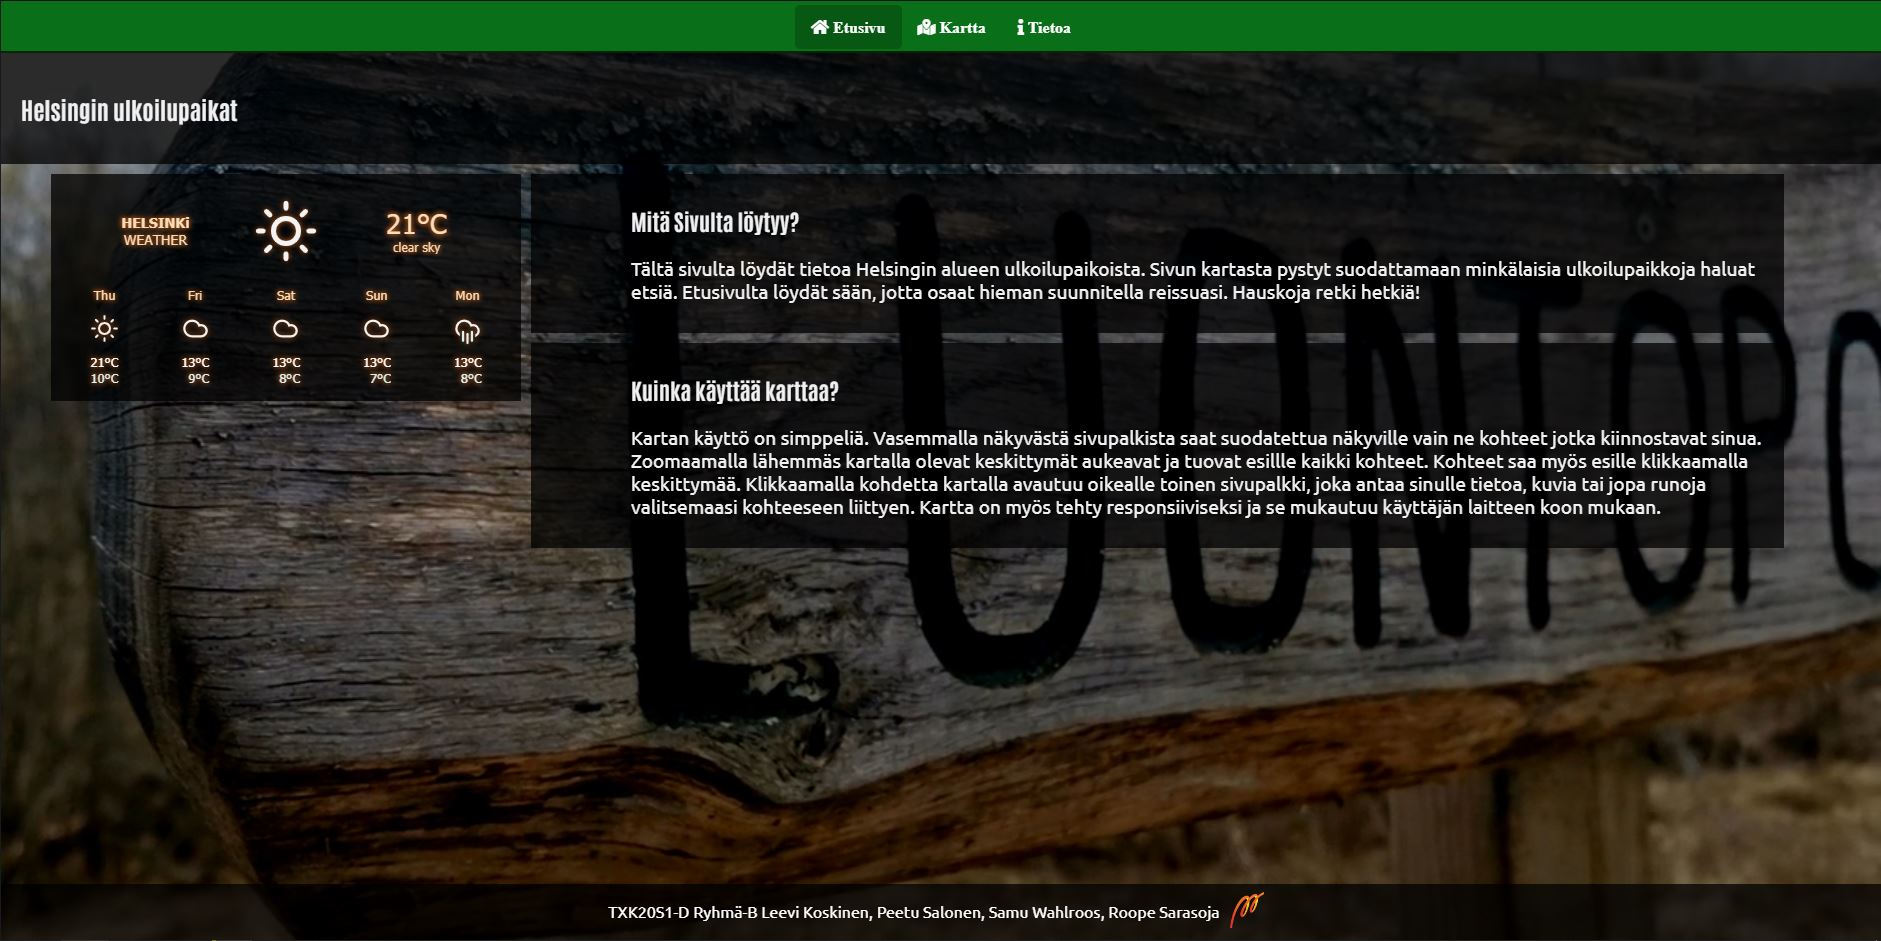 Etusivu Kartta Tietoa
Helsingin ulkoilupaikat
HELSINKi
WEATHER
21°C
clear sky
Thu Fri Sat Sun Mon
21°C 13°C 13°C 13°C 13°C
10°C 9°C 8°C 7°C 8°C
Mitä Sivulta löytyy?
Tältä sivulta löydät tietoa Helsingin alueen ulkoilupaikoista. Sivun kartasta pystyt suodattamaan minkälaisia ulkoilupaikkoja haluat
etsiä. Etusivulta löydät sään, jotta osaat hieman suunnitella reissuasi. Hauskoja retki hetkiä!
Kuinka käyttää karttaa?
Kartan käyttö on simppeliä. Vasemmalla näkyvästä sivupalkista saat suodatettua näkyville vain ne kohteet jotka kiinnostavat sinua.
Zoomaamalla lähemmäs kartalla olevat keskittymät aukeavat ja tuovat esillle kaikki kohteet. Kohteet saa myös esille klikkaamalla
keskittymää. Klikkaamalla kohdetta kartalla avautuu oikealle toinen sivupalkki, joka antaa sinulle tietoa, kuvia tai jopa runoja
valitsemaasi kohteeseen liittyen. Kartta on myös tehty responsiiviseksi ja se mukautuu käyttäjän laitteen koon mukaan.
LUONTOPO
TXK20S1-D Ryhmä-B Leevi Koskinen, Peetu Salonen, Samu Wahlroos, Roope Sarasoja